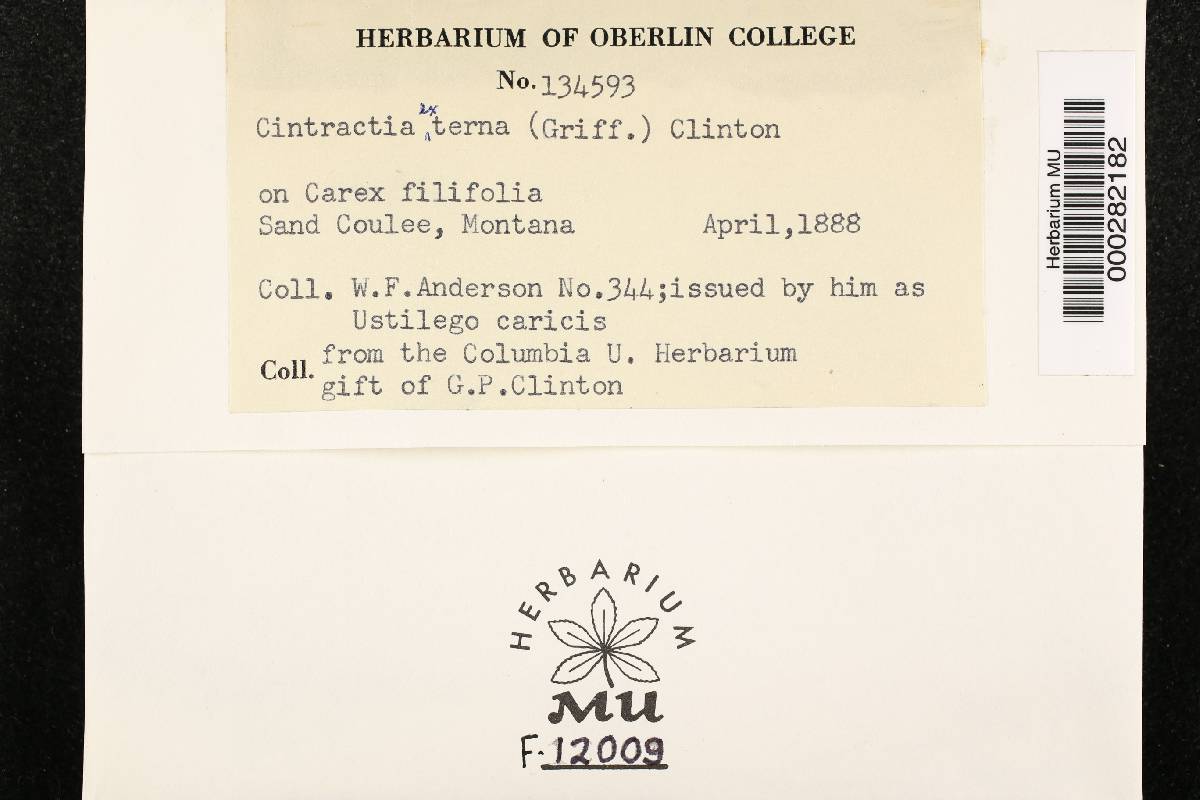 HERBARIUM OF OBERLIN COLLEGE
No. 134593
Cintractia externa (Griff.) Clinton
on Carex filifolia
Sand Coulee, Montana April, 1888
Coll. W.F.Anderson No.344;issued by him as
Ustilego caricis
from the Columbia U. Herbarium
Coll. gift of G.P.Clinton
Herbarium MU
000282182
HERBARIUM
MU
F-12009